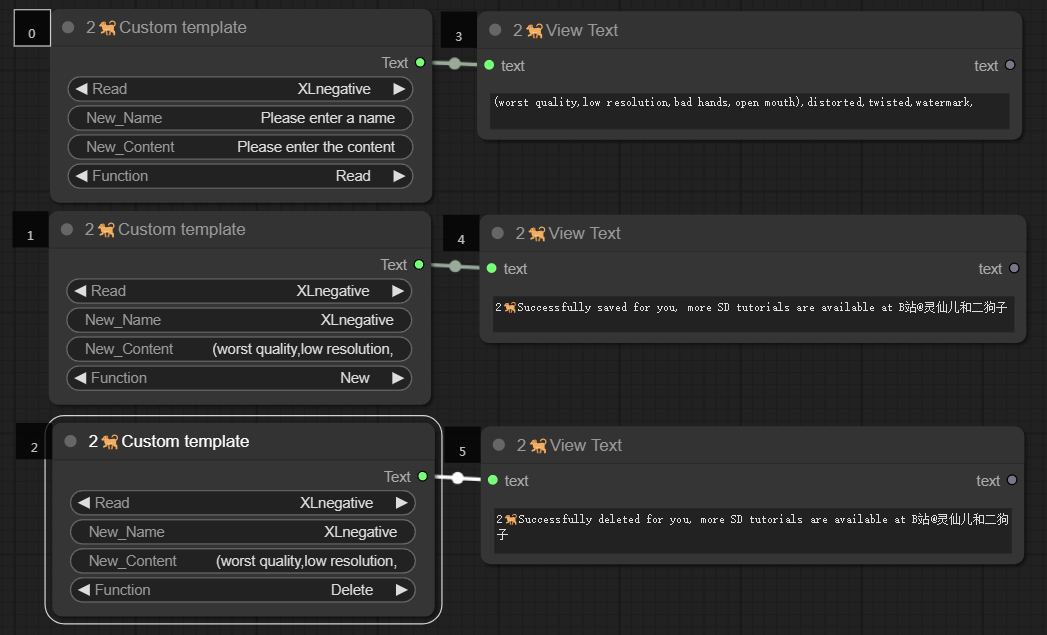 0
2🐕Custom template
Text
◀ Read XLnegative ▶
New_Name Please enter a name
New_Content Please enter the content
◀ Function Read ▶
3
2🐕View Text
text text
(worst quality,low resolution,bad hands,open mouth),distorted,twisted,watermark,
1
2🐕Custom template
Text
◀ Read XLnegative ▶
New_Name XLnegative
New_Content (worst quality,low resolution,
◀ Function New ▶
4
2🐕View Text
text text
2🐕Successfully saved for you, more SD tutorials are available at B站@灵仙儿和二狗子
2
2🐕Custom template
Text
◀ Read XLnegative ▶
New_Name XLnegative
New_Content (worst quality,low resolution,
◀ Function Delete ▶
5
2🐕View Text
text text
2🐕Successfully deleted for you, more SD tutorials are available at B站@灵仙儿和二狗
子